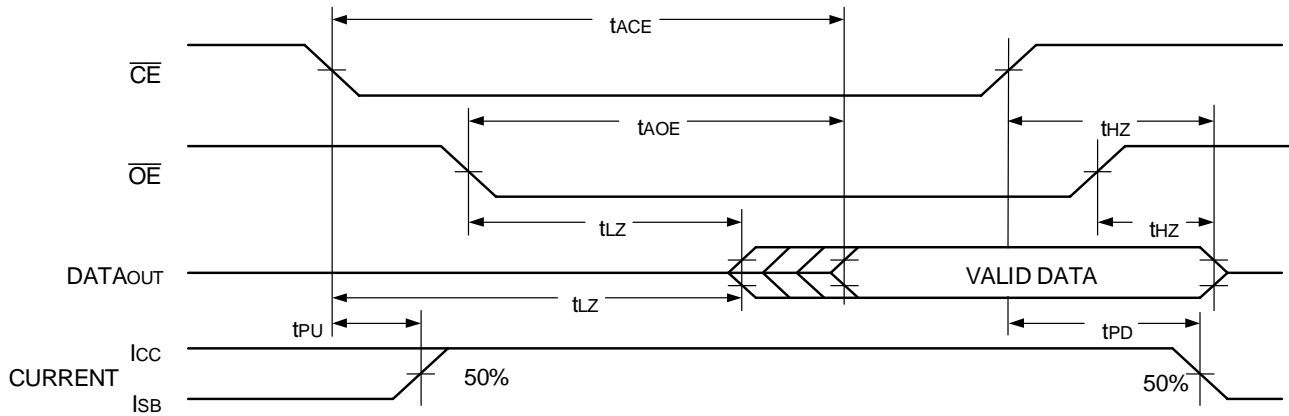 tACE
CE
tAOE
tHZ
OE
tLZ
tHZ
DATAOUT
VALID DATA
tLZ
tPU
tPD
ICC
CURRENT
50%
50%
ISB